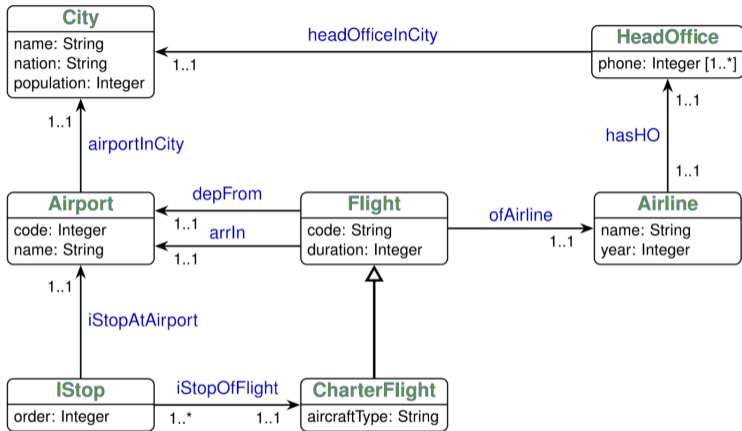 City
name: String
nation: String
population: Integer
headOfficeInCity
1..1
HeadOffice
phone: Integer [1..*]
1..1
airportInCity
1..1
hasHO
1..1
Airport
code: Integer
name: String
depFrom
1..1
arrIn
1..1
Flight
code: String
duration: Integer
ofAirline
1..1
Airline
name: String
year: Integer
1..1
iStopAtAirport
IStop
order: Integer
iStopOfFlight
1..*
1..1
CharterFlight
aircraftType: String